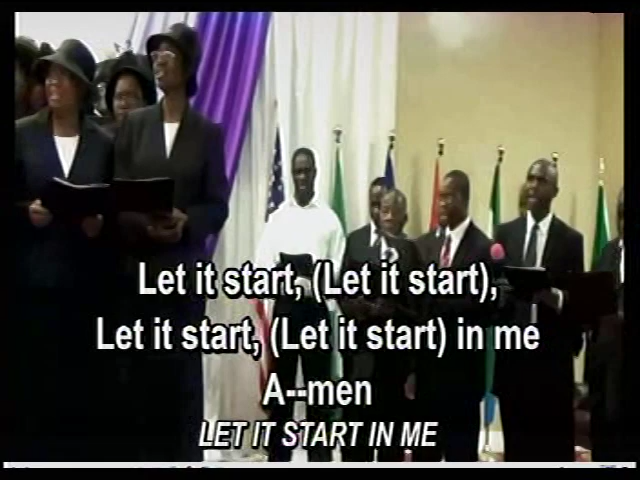 Let it start, (Let it start),
Let it start, (Let it start) in me
A--men
LET IT START IN ME